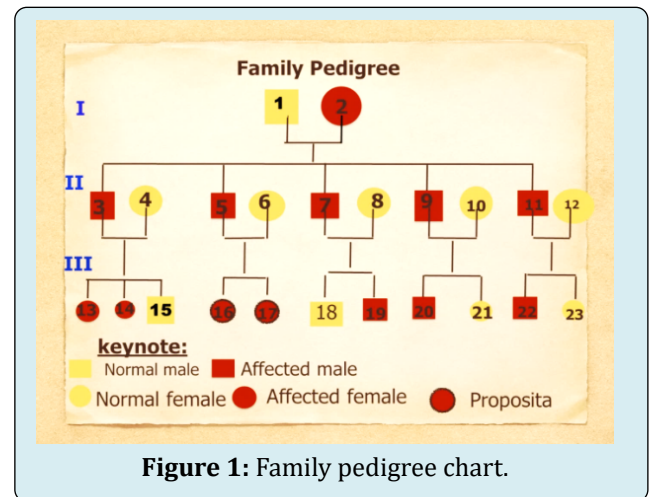 Family Pedigree
I
1 2
II
3 4 5 6 7 8 9 10 11 12
III
13 14 15 16 17 18 19 20 21 22 23
keynote:
Normal male Affected male
Normal female Affected female Proposita
Figure 1: Family pedigree chart.